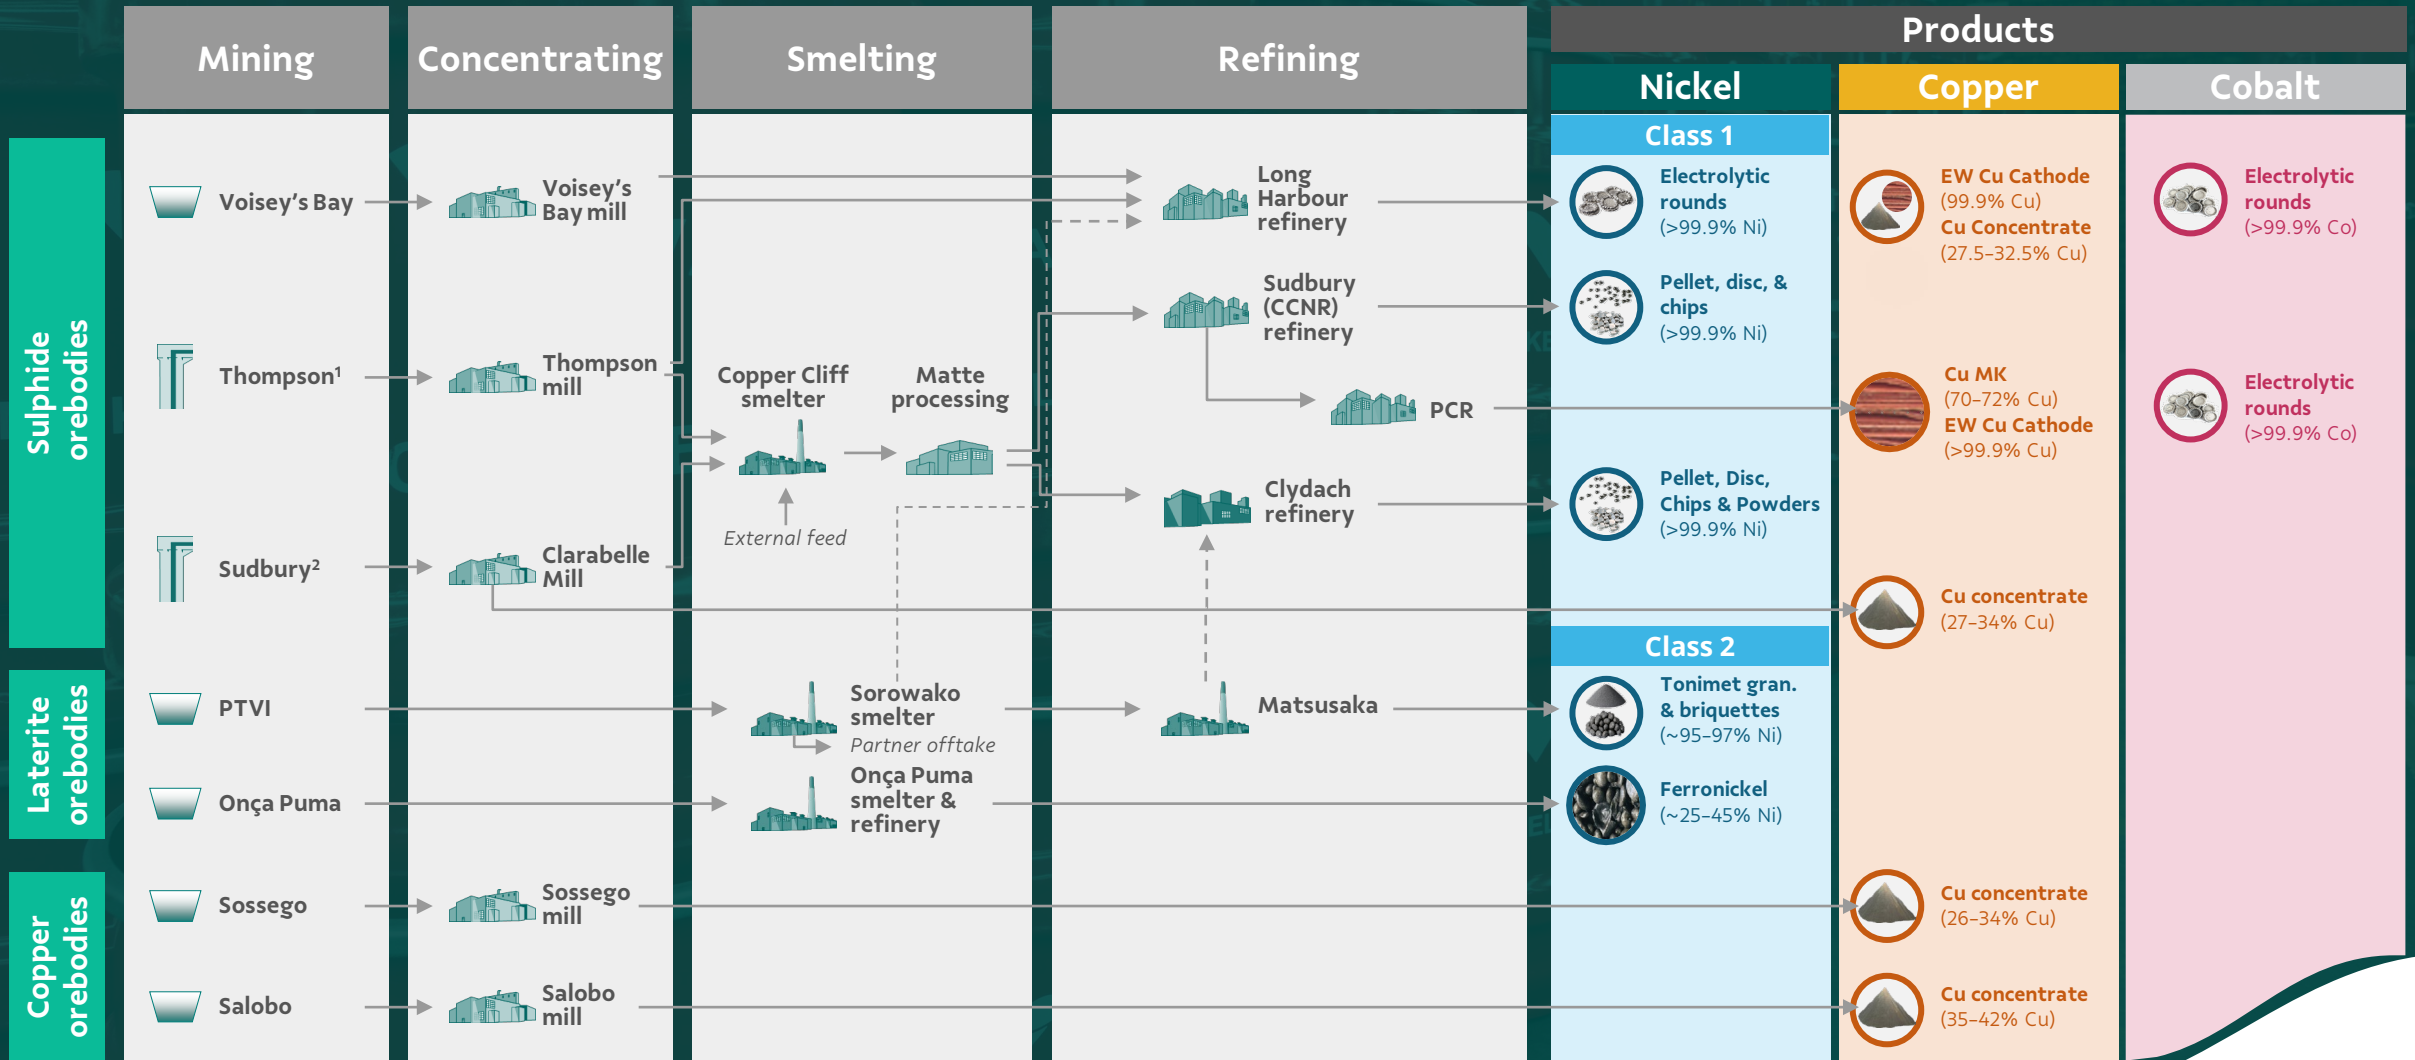 Mining
Concentrating
Smelting
Refining
Products
Nickel
Copper
Cobalt
Sulphide
orebodies
Laterite
orebodies
Copper
orebodies
Voisey's Bay
Thompson¹
Sudbury²
PTVI
Onça Puma
Sossego
Salobo
Voisey's
Bay mill
Thompson
mill
Clarabelle
Mill
Sossego
mill
Salobo
mill
Copper Cliff
smelter
Matte
processing
External feed
Sorowako
smelter
Partner offtake
Onça Puma
smelter &
refinery
Long
Harbour
refinery
Sudbury
(CCNR)
refinery
PCR
Clydach
refinery
Matsusaka
Class 1
Electrolytic
rounds
(>99.9% Ni)
Pellet, disc, &
chips
(>99.9% Ni)
Pellet, Disc,
Chips & Powders
(>99.9% Ni)
Class 2
Tonimet gran.
& briquettes
(~95–97% Ni)
Ferronickel
(~25–45% Ni)
EW Cu Cathode
(99.9% Cu)
Cu Concentrate
(27.5–32.5% Cu)
Cu MK
(70–72% Cu)
EW Cu Cathode
(>99.9% Cu)
Cu concentrate
(27–34% Cu)
Cu concentrate
(26–34% Cu)
Cu concentrate
(35–42% Cu)
Electrolytic
rounds
(>99.9% Co)
Electrolytic
rounds
(>99.9% Co)